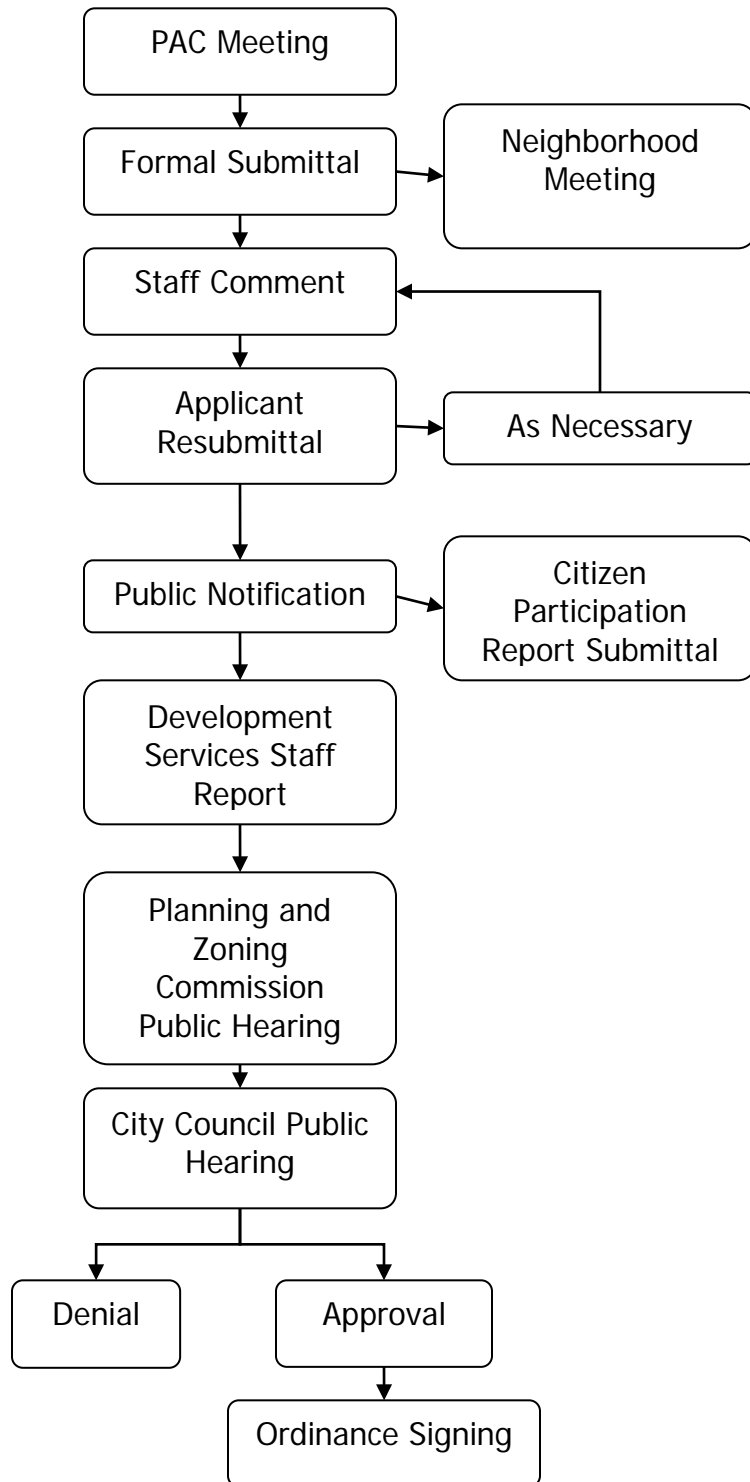 PAC Meeting
Formal Submittal
Neighborhood
Meeting
Staff Comment
Applicant
Resubmittal
As Necessary
Public Notification
Citizen
Participation
Report Submittal
Development
Services Staff
Report
Planning and
Zoning
Commission
Public Hearing
City Council Public
Hearing
Denial
Approval
Ordinance Signing